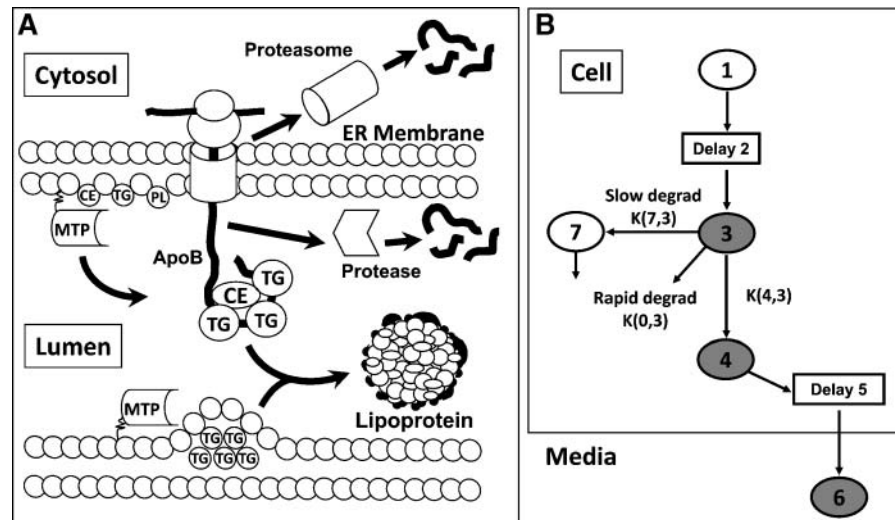 A
Cytosol
Proteasome
ER Membrane
CE
TG
PL
MTP
ApoB
Protease
TG
CE
TG
TG
Lumen
MTP
Lipoprotein
TG
TG
TG
TG
TG
B
Cell
1
Delay 2
Slow degrad
K(7,3)
7
3
Rapid degrad
K(0,3)
K(4,3)
4
Delay 5
Media
6